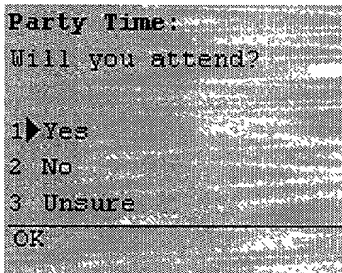 Party Time:
Will you attend?
1▶Yes
2 No
3 Unsure
OK